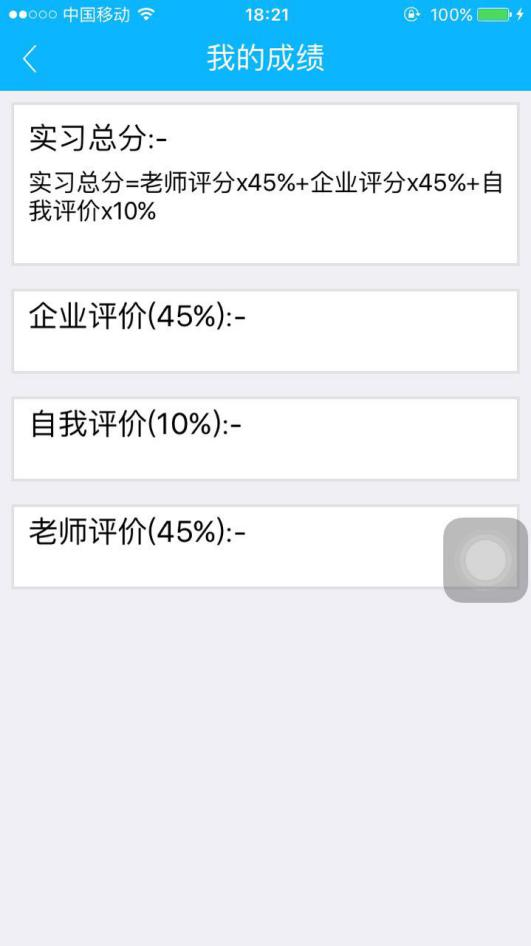 中国移动 18:21 100%
我的成绩
实习总分:-
实习总分=老师评分x45%+企业评分x45%+自
我评价x10%
企业评价(45%):-
自我评价(10%):-
老师评价(45%):-